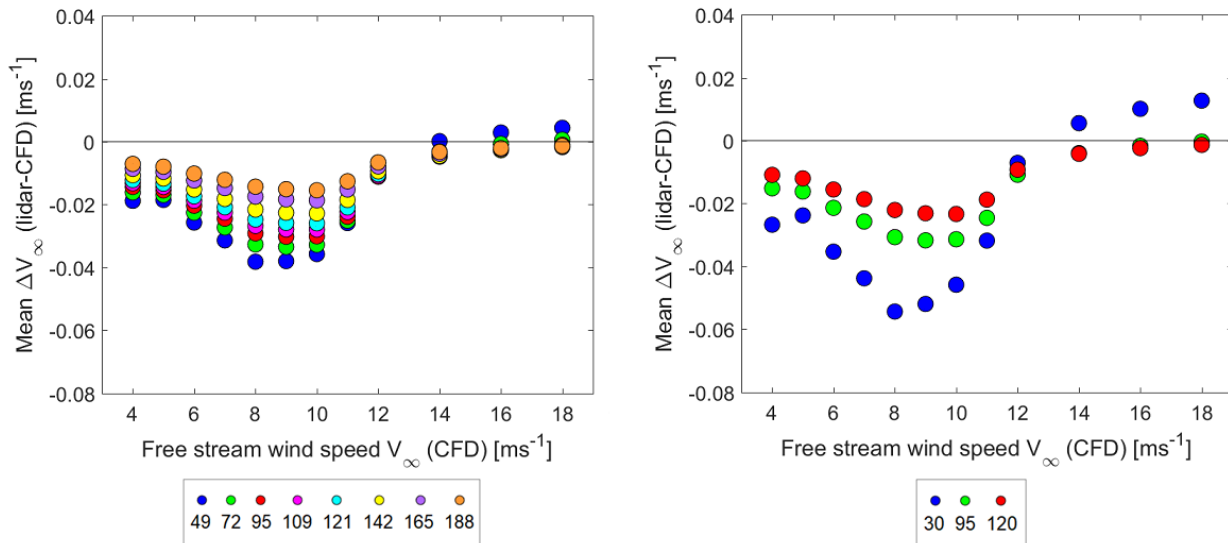 0.04
0.02
0
-0.02
-0.04
-0.06
-0.08
Mean ΔV∞ (lidar-CFD) [ms-1]
4 6 8 10 12 14 16 18
Free stream wind speed V∞ (CFD) [ms-1]
49 72 95 109 121 142 165 188
0.04
0.02
0
-0.02
-0.04
-0.06
-0.08
Mean ΔV∞ (lidar-CFD) [ms-1]
4 6 8 10 12 14 16 18
Free stream wind speed V∞ (CFD) [ms-1]
30 95 120